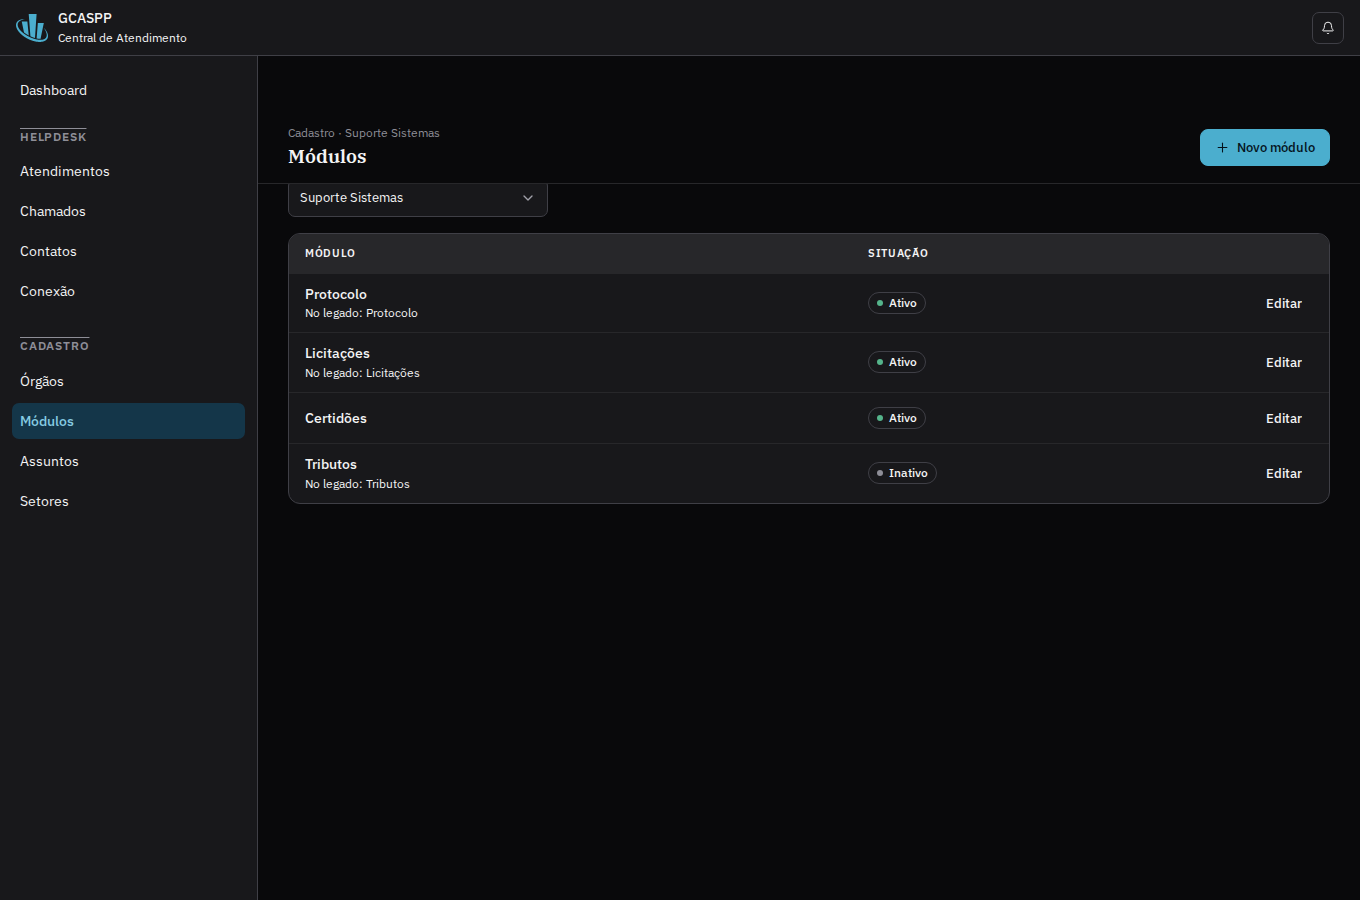 GCASPP
Central de Atendimento
Dashboard
HELPDESK
Atendimentos
Chamados
Contatos
Conexão
CADASTRO
Órgãos
Módulos
Assuntos
Setores
Cadastro · Suporte Sistemas
Módulos
Novo módulo
Suporte Sistemas
MÓDULO SITUAÇÃO
Protocolo
No legado: Protocolo
Ativo
Editar
Licitações
No legado: Licitações
Ativo
Editar
Certidões
Ativo
Editar
Tributos
No legado: Tributos
Inativo
Editar